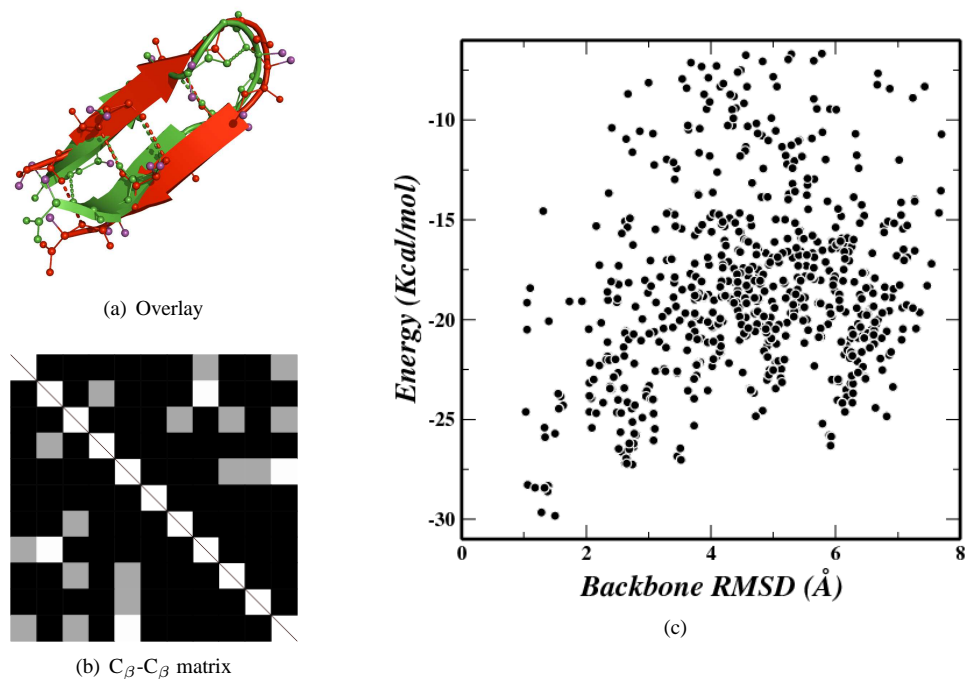 (a) Overlay
(b) Cβ-Cβ matrix
Energy (Kcal/mol)
-10
-15
-20
-25
-30
0 2 4 6 8
Backbone RMSD (Å)
(c)